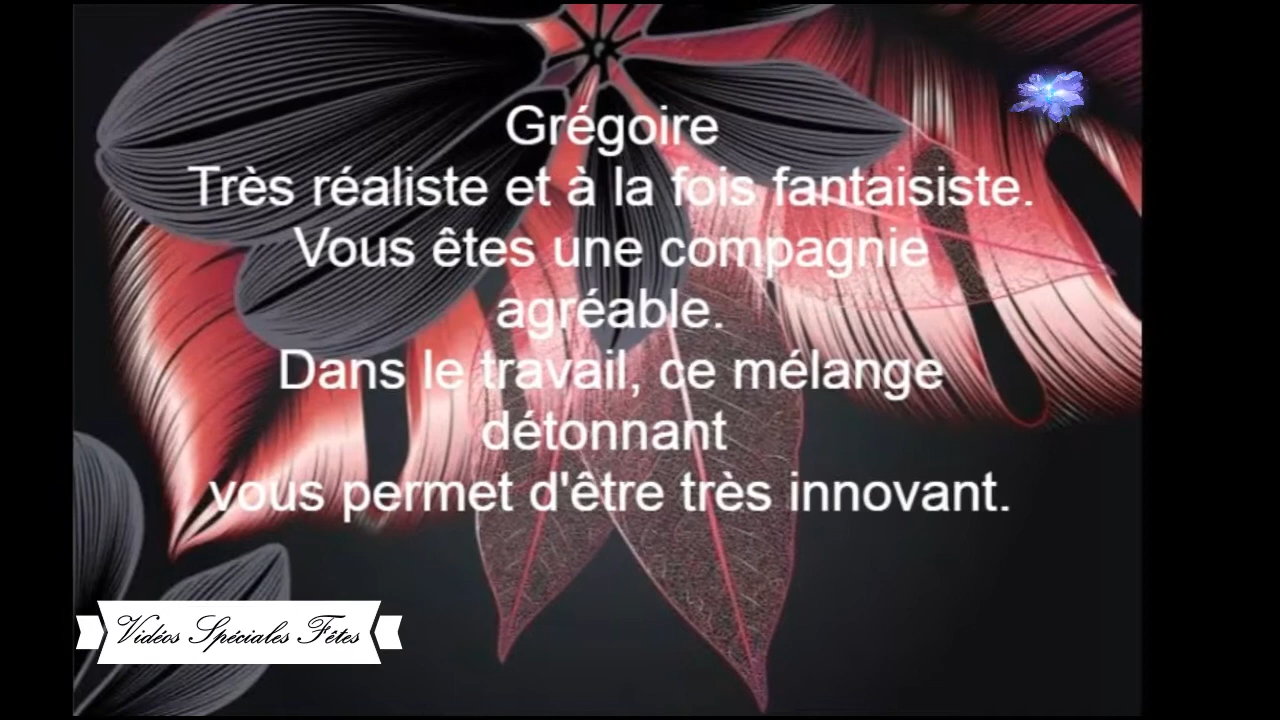 Grégoire
Très réaliste et à la fois fantaisiste.
Vous êtes une compagnie
agréable.
Dans le travail, ce mélange
détonnant
vous permet d'être très innovant.
Vidéos Spéciales Fêtes